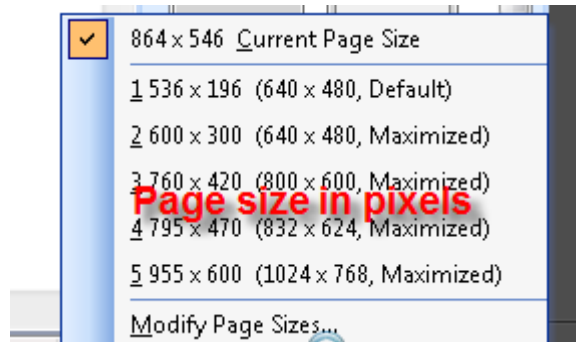 864 x 546 Current Page Size
1 536 x 196 (640 x 480, Default)
2 600 x 300 (640 x 480, Maximized)
3 760 x 420 (800 x 600, Maximized)
Page size in pixels
4 795 x 470 (832 x 624, Maximized)
5 955 x 600 (1024 x 768, Maximized)
Modify Page Sizes...